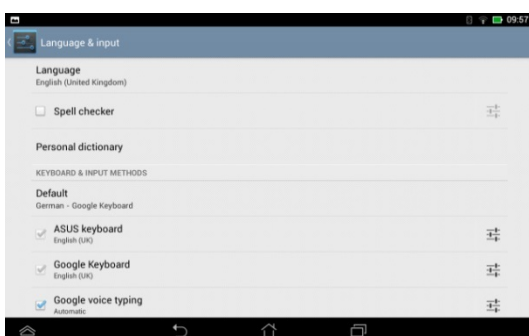 09:57
Language & input
Language
English (United Kingdom)
Spell checker
Personal dictionary
KEYBOARD & INPUT METHODS
Default
German - Google Keyboard
ASUS keyboard
English (UK)
Google Keyboard
English (UK)
Google voice typing
Automatic